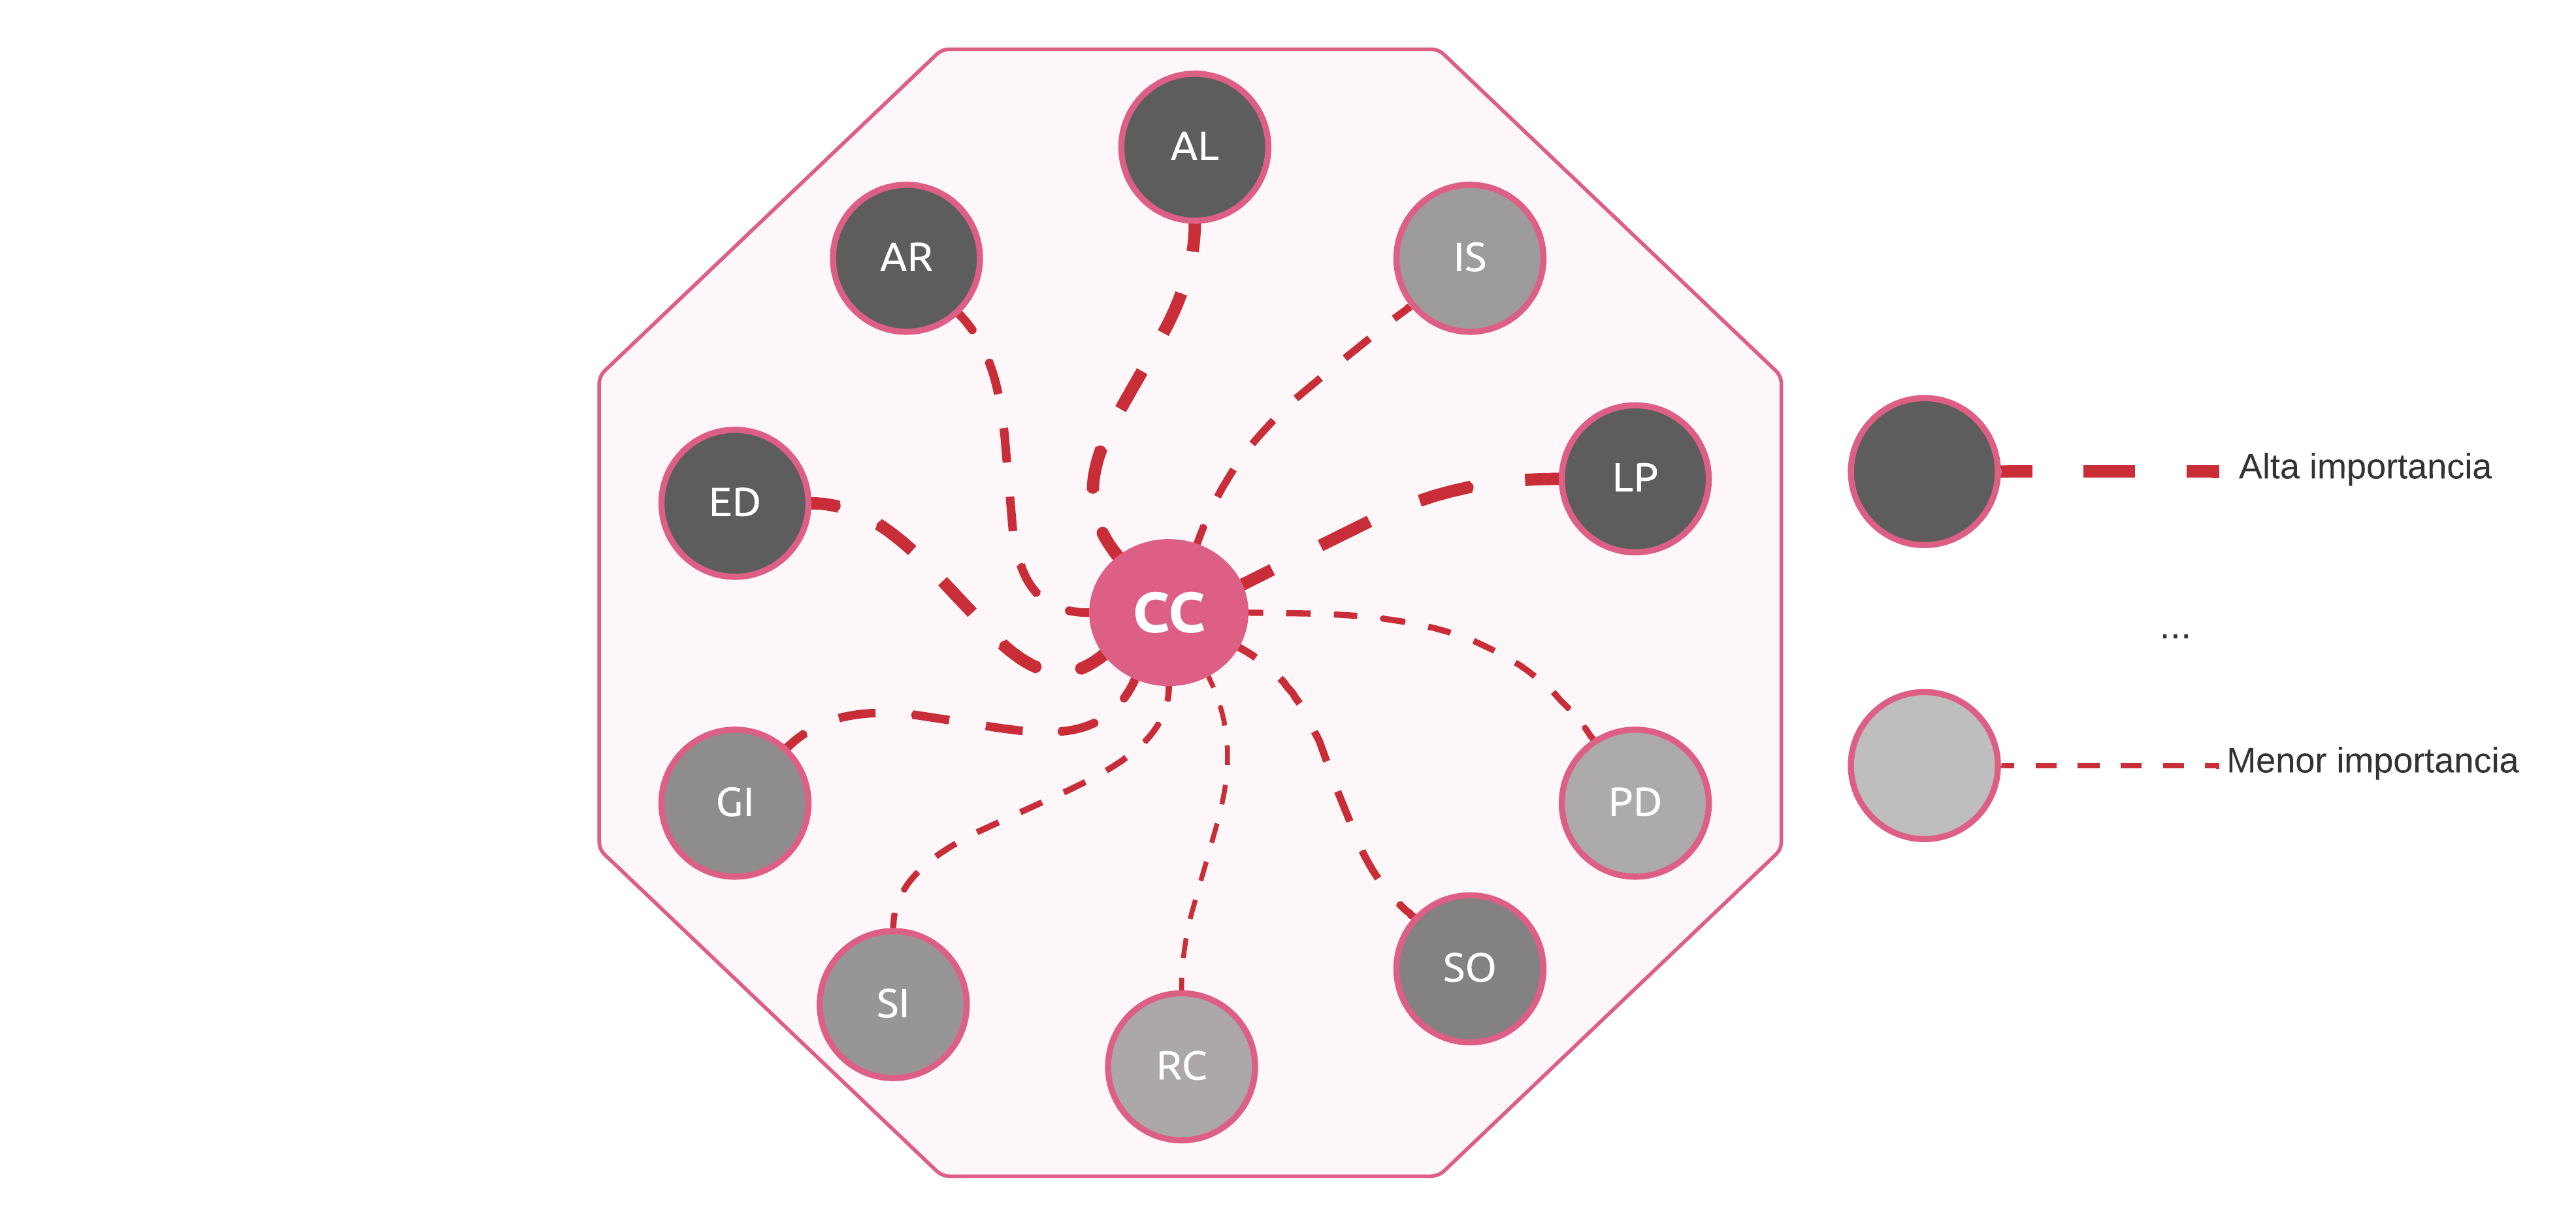 AL
AR
IS
LP
ED
CC
GI
PD
SO
SI
RC
Alta importancia
...
Menor importancia